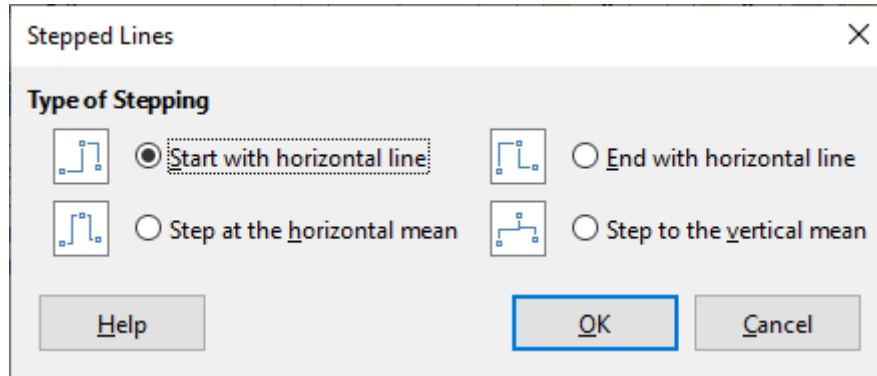 Stepped Lines
Type of Stepping
Start with horizontal line
End with horizontal line
Step at the horizontal mean
Step to the vertical mean
Help
OK
Cancel